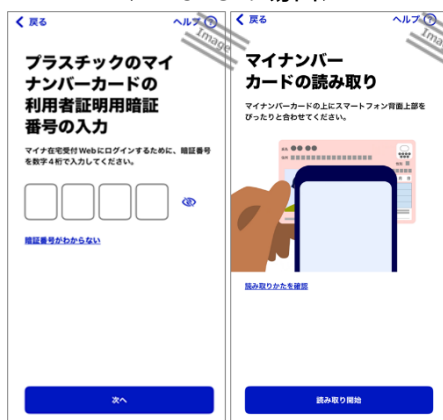 戻る
ヘルプ
Image
プラスチックのマイ
ナンバーカードの
利用者証明用暗証
番号の入力
マイナ在宅受付Webにログインするために、暗証番号
を数字4桁で入力してください。
暗証番号がわからない
次へ
戻る
ヘルプ
Image
マイナンバー
カードの読み取り
マイナンバーカードの上にスマートフォン背面上部を
ぴったりと合わせてください。
読み取りかたを確認
読み取り開始